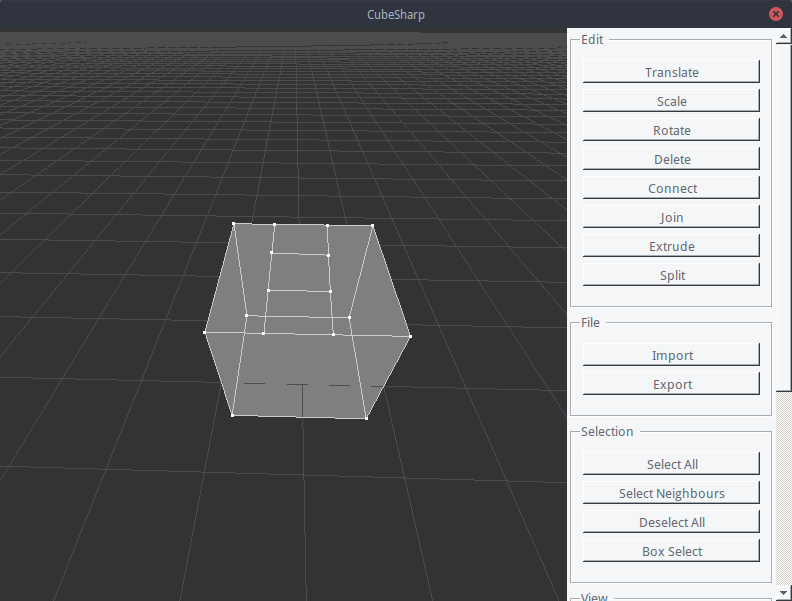 CubeSharp
Edit
Translate
Scale
Rotate
Delete
Connect
Join
Extrude
Split
File
Import
Export
Selection
Select All
Select Neighbours
Deselect All
Box Select
View